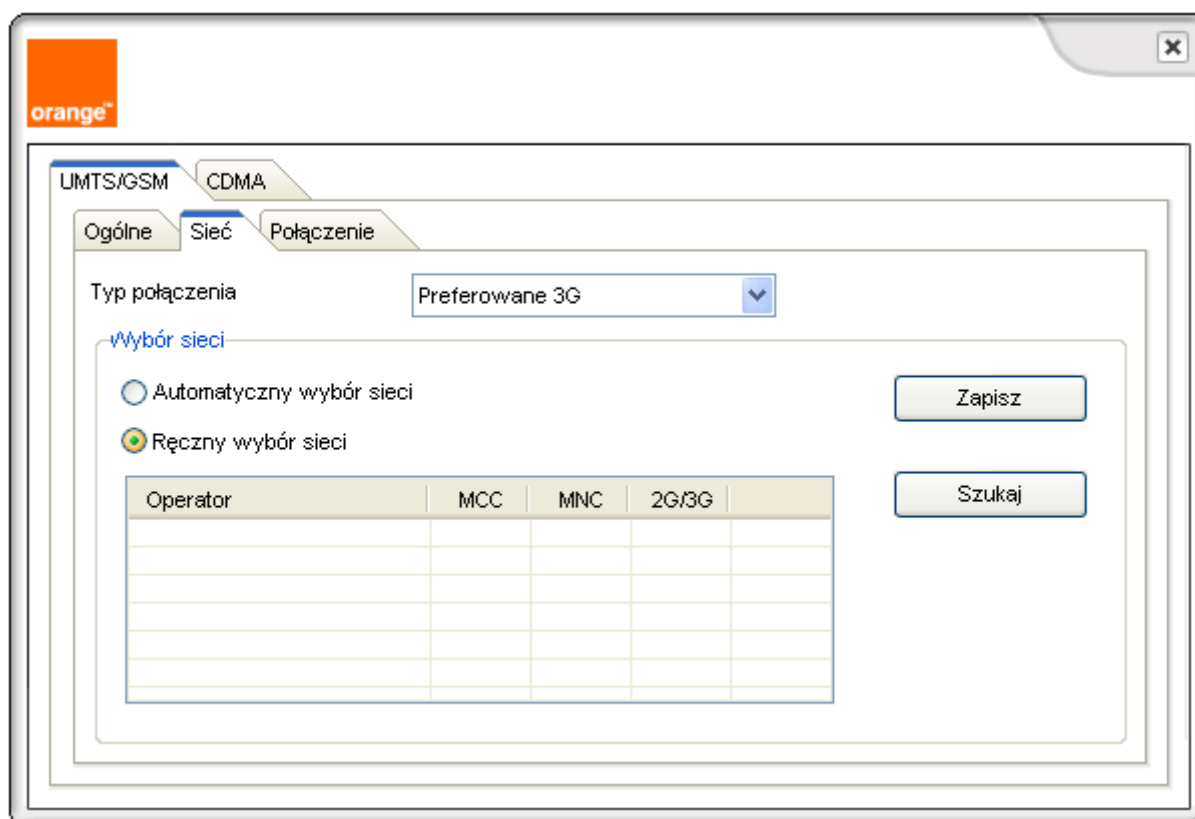 orange™
UMTS/GSM CDMA
Ogólne Sieć Połączenie
Typ połączenia Preferowane 3G
Wybór sieci
Automatyczny wybór sieci
Zapisz
Ręczny wybór sieci
Szukaj
Operator MCC MNC 2G/3G